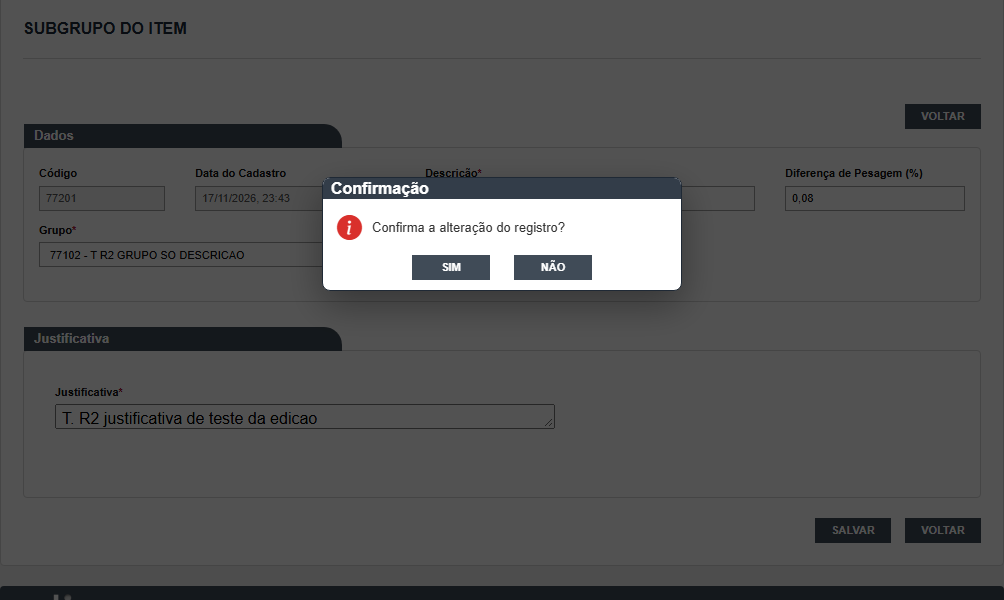 SUBGRUPO DO ITEM
VOLTAR
Dados
Código
Data do Cadastro
Descrição*
Diferença de Pesagem (%)
77201
17/11/2026, 23:43
0,08
Confirmação
Confirma a alteração do registro?
SIM
NÃO
Grupo*
77102 - T R2 GRUPO SO DESCRICAO
Justificativa
Justificativa*
T. R2 justificativa de teste da edicao
SALVAR
VOLTAR